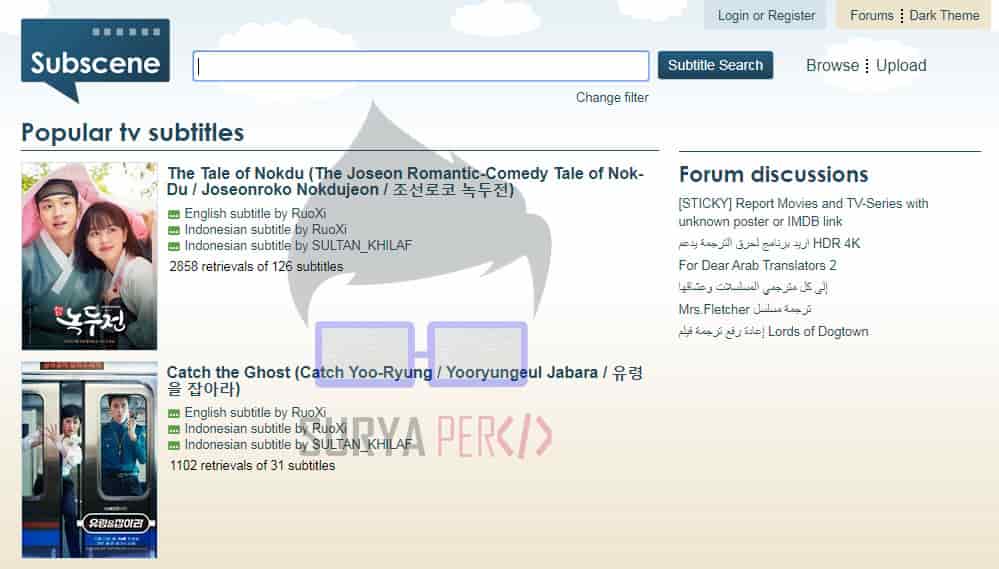 Login or Register
Forums
Dark Theme
Subscene
Subtitle Search
Browse
Upload
Change filter
Popular tv subtitles
The Tale of Nokdu (The Joseon Romantic-Comedy Tale of Nok-
Du / Joseonroko Nokdujeon / 조선로코 녹두전)
English subtitle by RuoXi
Indonesian subtitle by RuoXi
Indonesian subtitle by SULTAN_KHILAF
2858 retrievals of 126 subtitles
녹두전
Catch the Ghost (Catch Yoo-Ryung / Yooryungeul Jabara / 유령
을 잡아라)
English subtitle by RuoXi
Indonesian subtitle by RuoXi
Indonesian subtitle by SULTAN_KHILAF
1102 retrievals of 31 subtitles
유령을잡아라
SURYA PER</>
Forum discussions
[STICKY] Report Movies and TV-Series with
unknown poster or IMDB link
اريد برنامج لحرق الترجمة يدعم HDR 4K
For Dear Arab Translators 2
إلى كل مترجمي المسلسلات وعشاقها
Mrs.Fletcher ترجمة مسلسل
إعادة رفع ترجمة فيلم Lords of Dogtown